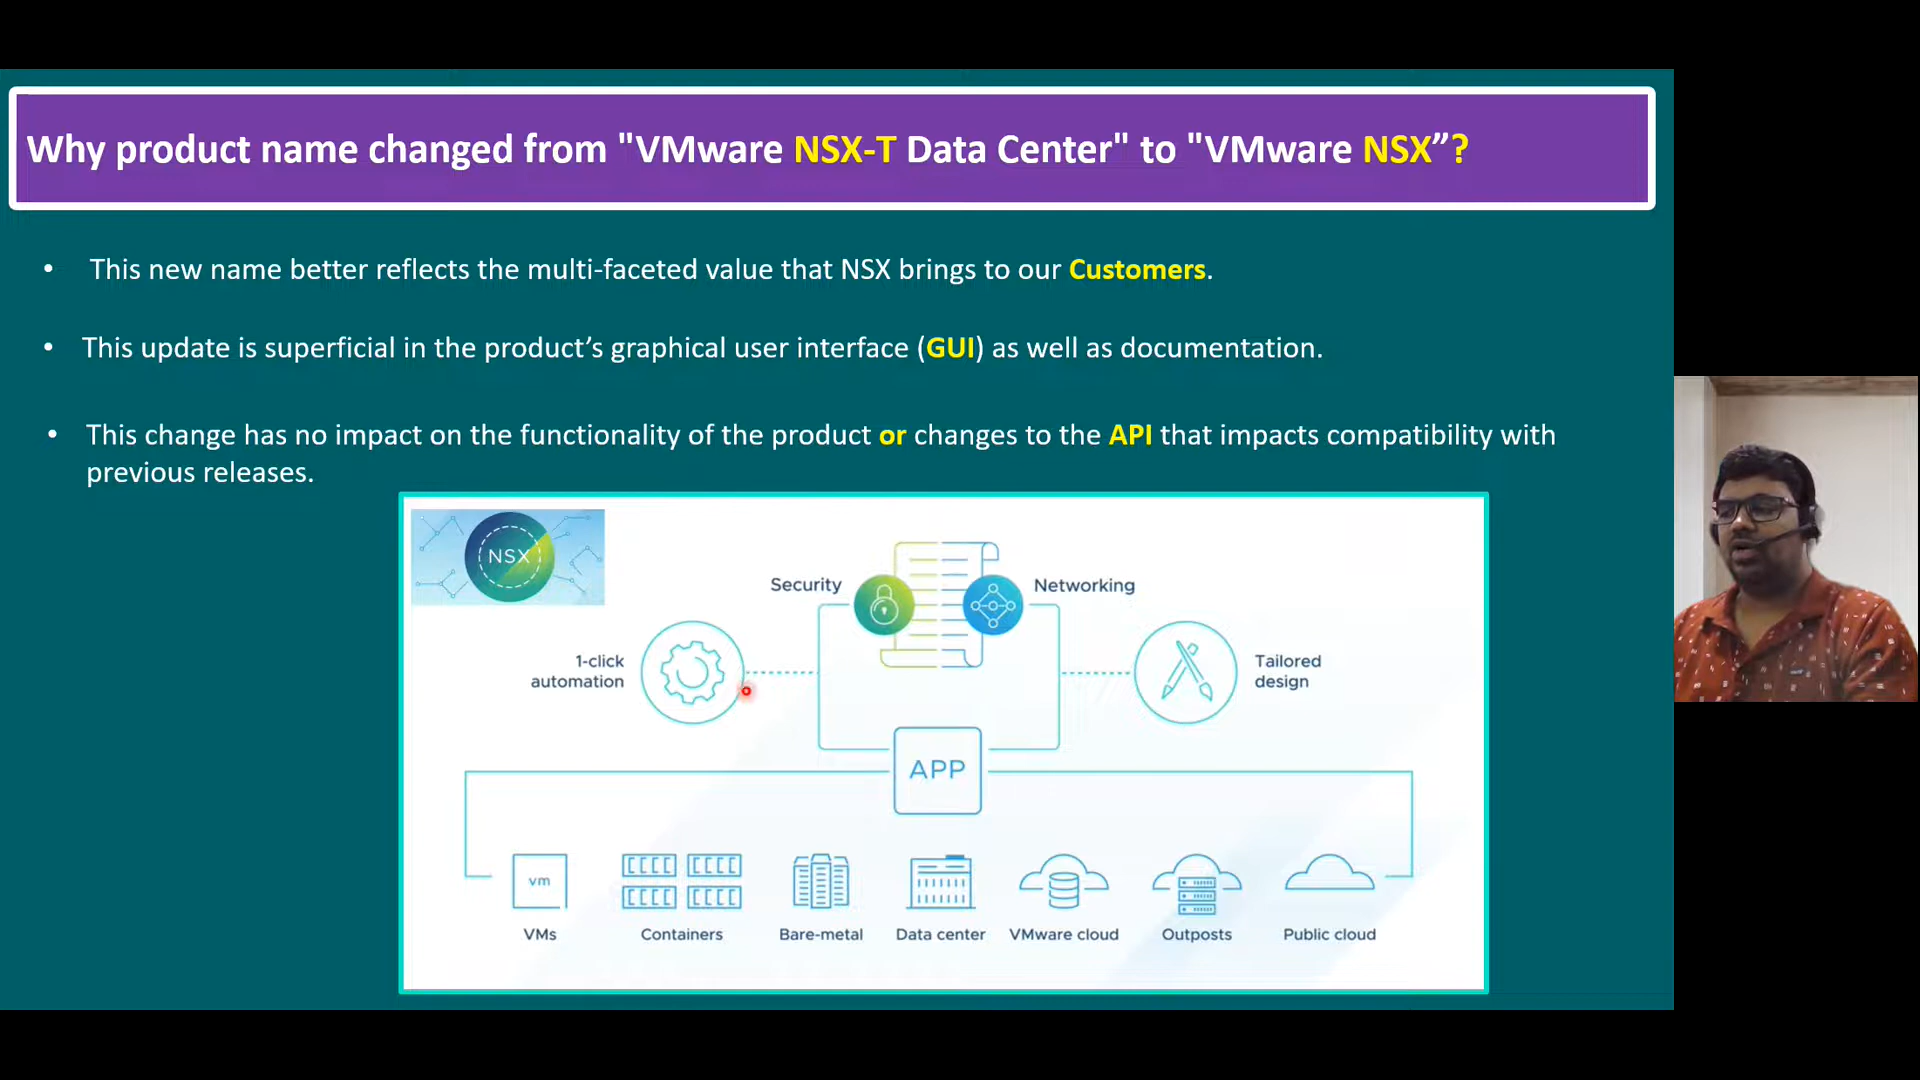 Why product name changed from "VMware NSX-T Data Center" to "VMware NSX”?
• This new name better reflects the multi-faceted value that NSX brings to our Customers.
• This update is superficial in the product’s graphical user interface (GUI) as well as documentation.
• This change has no impact on the functionality of the product or changes to the API that impacts compatibility with
previous releases.
NSX
Security
Networking
1-click
automation
Tailored
design
APP
vm
VMs
Containers
Bare-metal
Data center
VMware cloud
Outposts
Public cloud